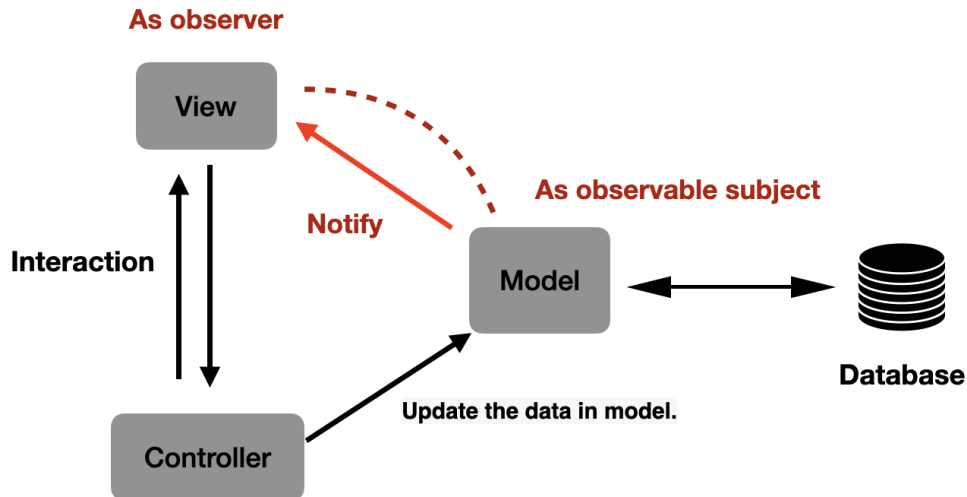 As observer
View
As observable subject
Notify
Interaction
Model
Database
Update the data in model.
Controller